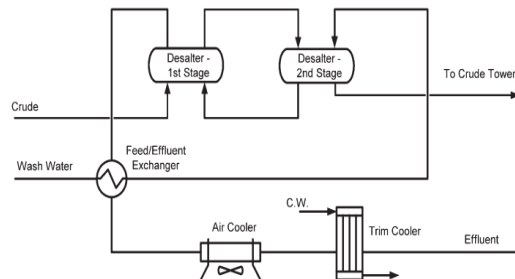 Desalter -
1st Stage
Desalter -
2nd Stage
To Crude Tower
Crude
Wash Water
Feed/Effluent
Exchanger
C.W.
Air Cooler
Trim Cooler
Effluent